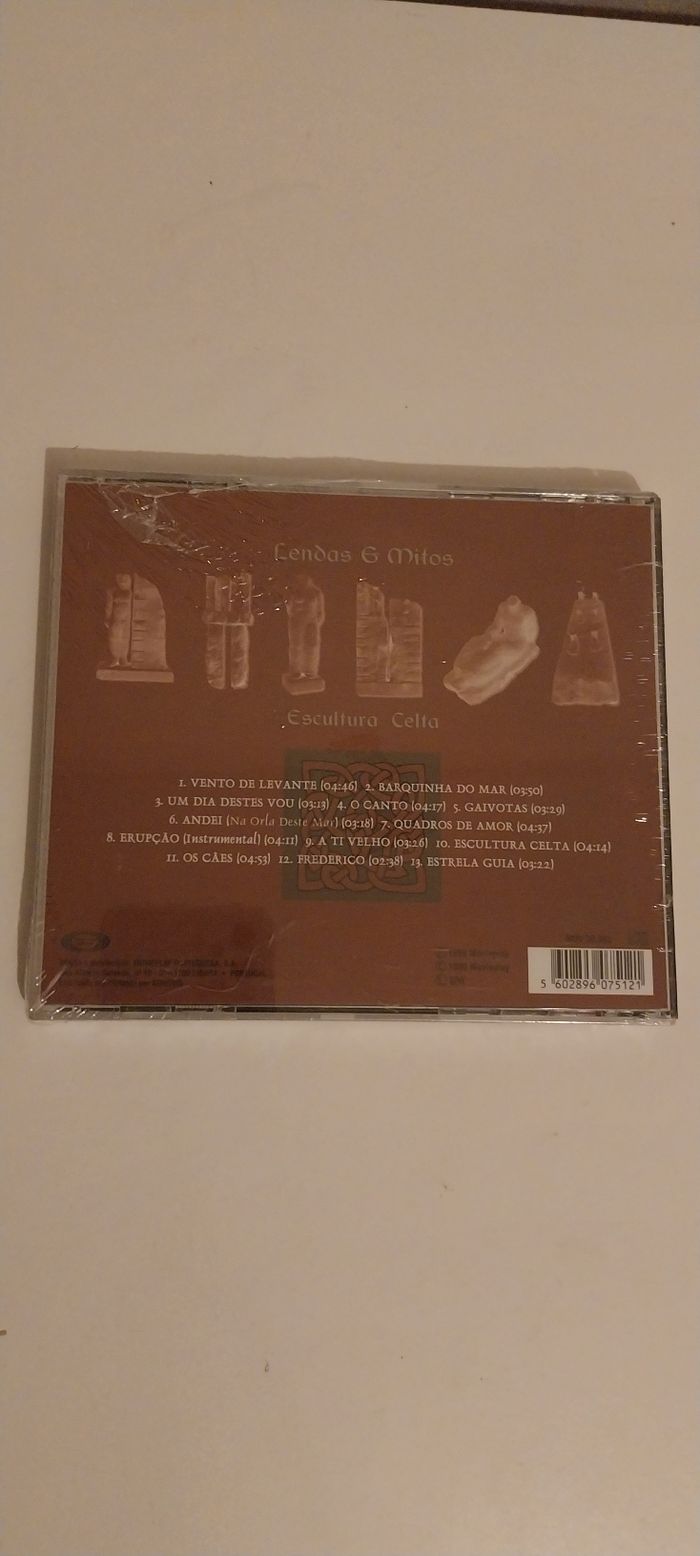 Lendas & Mitos
Escultura Celta
1. VENTO DE LEVANTE (04:46) 2. BARQUINHA DO MAR (03:50)
3. UM DIA DESTES VOU (03:13) 4. O CANTO (04:17) 5. GAIVOTAS (03:29)
6. ANDEI (Na Orla Deste Mar) (03:18) 7. QUADROS DE AMOR (04:37)
8. ERUPÇÃO (Instrumental) (04:11) 9. A TI VELHO (03:26) 10. ESCULTURA CELTA (04:14)
11. OS CÃES (04:53) 12. FREDERICO (02:38) 13. ESTRELA GUIA (03:22)
PORTUGAL
5 602896 075121